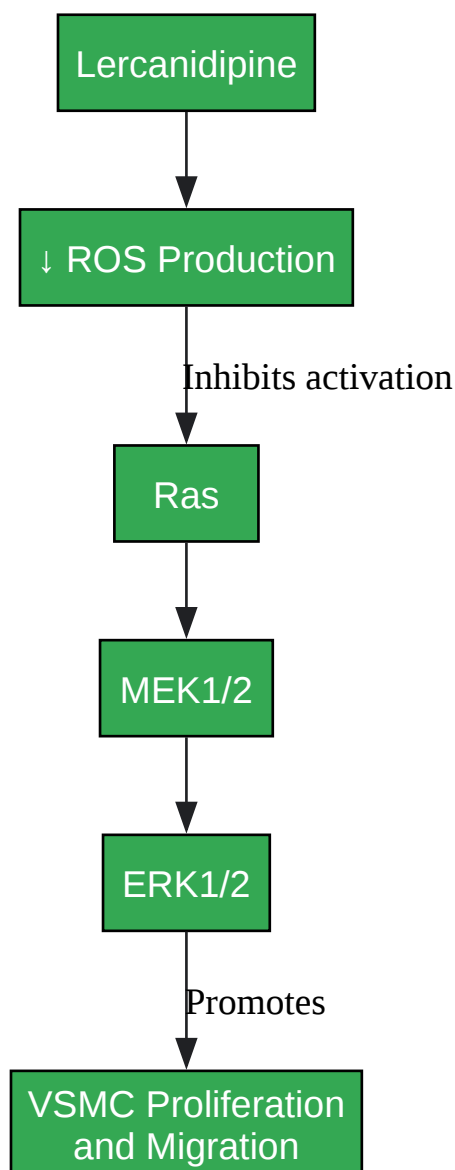 Lercanidipine
↓ ROS Production
Inhibits activation
Ras
MEK1/2
ERK1/2
Promotes
VSMC Proliferation
and Migration